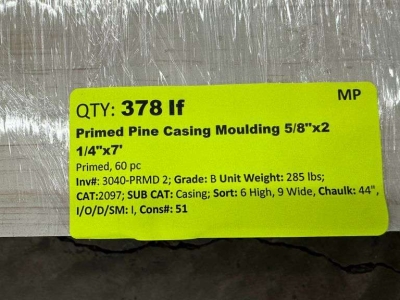 MP
QTY: 378 lf
Primed Pine Casing Moulding 5/8"x2
1/4"x7'
Primed, 60 pc
Inv#: 3040-PRMD 2; Grade: B Unit Weight: 285 lbs;
CAT:2097; SUB CAT: Casing; Sort: 6 High, 9 Wide, Chaulk: 44",
I/O/D/SM: I, Cons#: 51